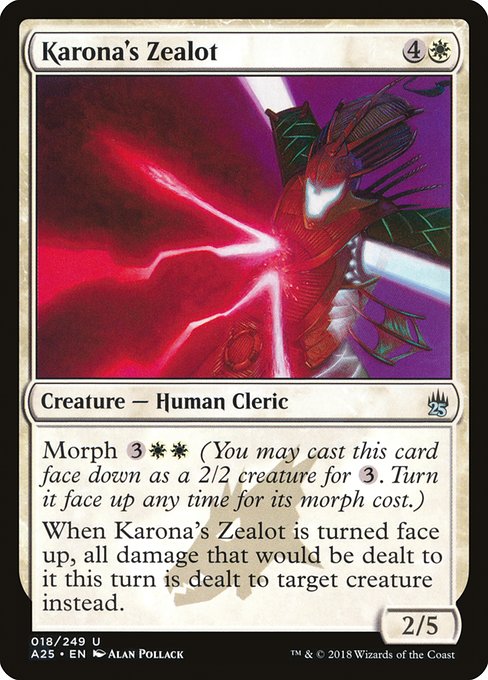 Karona's Zealot 4
Creature — Human Cleric 25
Morph 3 (You may cast this card
face down as a 2/2 creature for 3. Turn
it face up any time for its morph cost.)
When Karona's Zealot is turned face
up, all damage that would be dealt to
it this turn is dealt to target creature
instead.
2/5
018/249 U
A25 • EN Alan Pollack ™ & © 2018 Wizards of the Coast